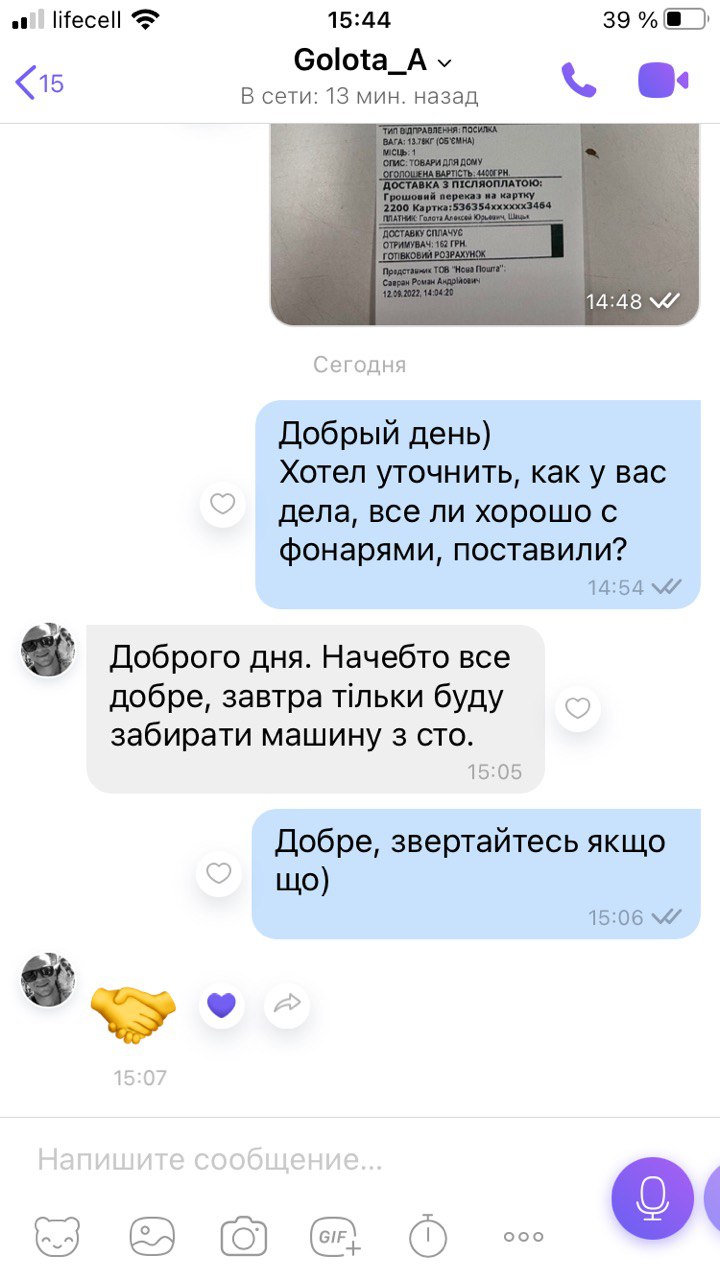 lifecell
15:44
39 %
15
Golota_A
В сети: 13 мин. назад
ТИП ВІДПРАВЛЕННЯ: ПОСИЛКА
ВАГА: 13.78КГ (ОБ'ЄМНА)
МІСЦЬ: 1
ОПИС: ТОВАРИ ДЛЯ ДОМУ
ОГОЛОШЕНА ВАРТІСТЬ: 4400ГРН.
ДОСТАВКА З ПІСЛЯОПЛАТОЮ:
Грошовий переказ на картку
2200 Картка:536354xxxxxx3464
ПЛАТНИК: Голота Алексей Юрьевич, Шацьк
ДОСТАВКУ СПЛАЧУЄ
ОТРИМУВАЧ: 162 ГРН.
ГОТІВКОВИЙ РОЗРАХУНОК
Представник ТОВ "Нова Пошта":
Савран Роман Андрійович
12.09.2022, 14:04:20
14:48
Сегодня
Добрый день)
Хотел уточнить, как у вас
дела, все ли хорошо с
фонарями, поставили?
14:54
Доброго дня. Начебто все
добре, завтра тільки буду
забирати машину з сто.
15:05
Добре, звертайтесь якщо
що)
15:06
15:07
Напишите сообщение...
GIF